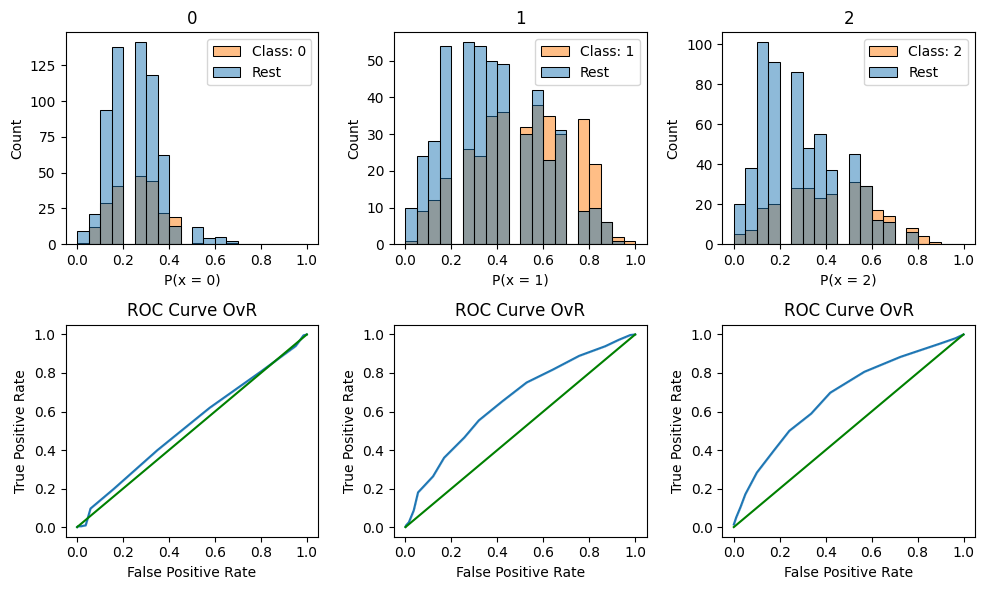 0
Count
125
100
75
50
25
0
Class: 0
Rest
0.0 0.2 0.4 0.6 0.8 1.0
P(x = 0)
1
Count
50
40
30
20
10
0
Class: 1
Rest
0.0 0.2 0.4 0.6 0.8 1.0
P(x = 1)
2
Count
100
80
60
40
20
0
Class: 2
Rest
0.0 0.2 0.4 0.6 0.8 1.0
P(x = 2)
ROC Curve OvR
True Positive Rate
1.0
0.8
0.6
0.4
0.2
0.0
0.0 0.2 0.4 0.6 0.8 1.0
False Positive Rate
ROC Curve OvR
True Positive Rate
1.0
0.8
0.6
0.4
0.2
0.0
0.0 0.2 0.4 0.6 0.8 1.0
False Positive Rate
ROC Curve OvR
True Positive Rate
1.0
0.8
0.6
0.4
0.2
0.0
0.0 0.2 0.4 0.6 0.8 1.0
False Positive Rate